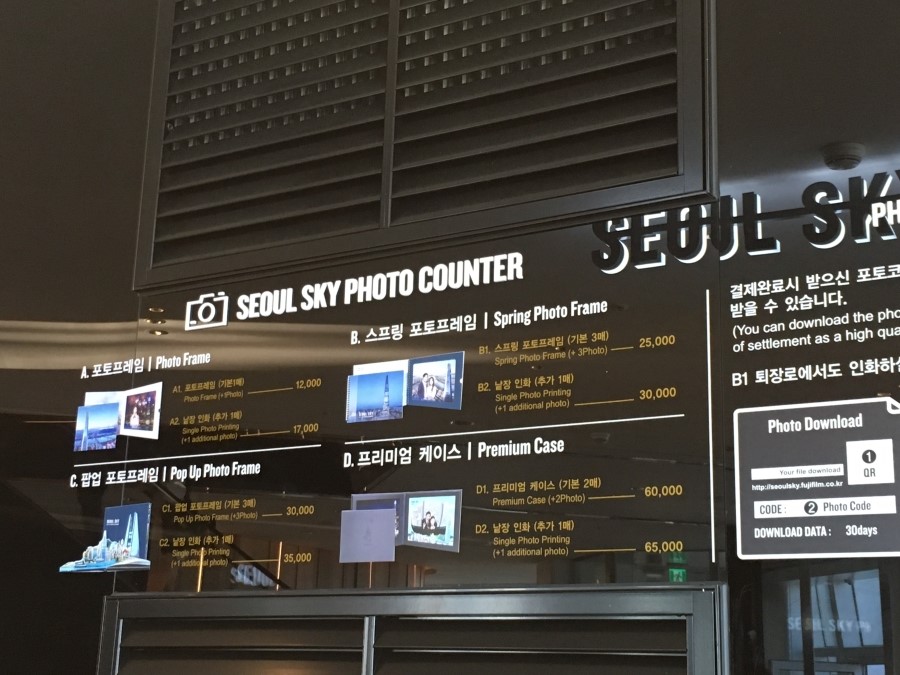 SEOUL SKY
PH
SEOUL SKY PHOTO COUNTER
A. 포토프레임 | Photo Frame
A1. 포토프레임 (기본1매) 12,000
Photo Frame (+1Photo)
A2. 낱장 인화 (추가 1매)
Single Photo Printing 17,000
(+1 additional photo)
B. 스프링 포토프레임 | Spring Photo Frame
B1. 스프링 포토프레임 (기본 3매) 25,000
Spring Photo Frame (+ 3Photo)
B2. 낱장 인화 (추가 1매)
Single Photo Printing 30,000
(+1 additional photo)
C. 팝업 포토프레임 | Pop Up Photo Frame
C1. 팝업 포토프레임 (기본 3매) 30,000
Pop Up Photo Frame (+3Photo)
C2. 낱장 인화 (추가 1매)
Single Photo Printing 35,000
(+1 additional photo)
D. 프리미엄 케이스 | Premium Case
D1. 프리미엄 케이스 (기본 2매) 60,000
Premium Case (+2Photo)
D2. 낱장 인화 (추가 1매)
Single Photo Printing 65,000
(+1 additional photo)
결제완료시 받으신 포토코
받을 수 있습니다.
(You can download the pho
of settlement as a high qua
B1 퇴장로에서도 인화하
Photo Download
Your file download
http://seoulsky.fujifilm.co.kr
1
QR
CODE : 2 Photo Code
DOWNLOAD DATA : 30days